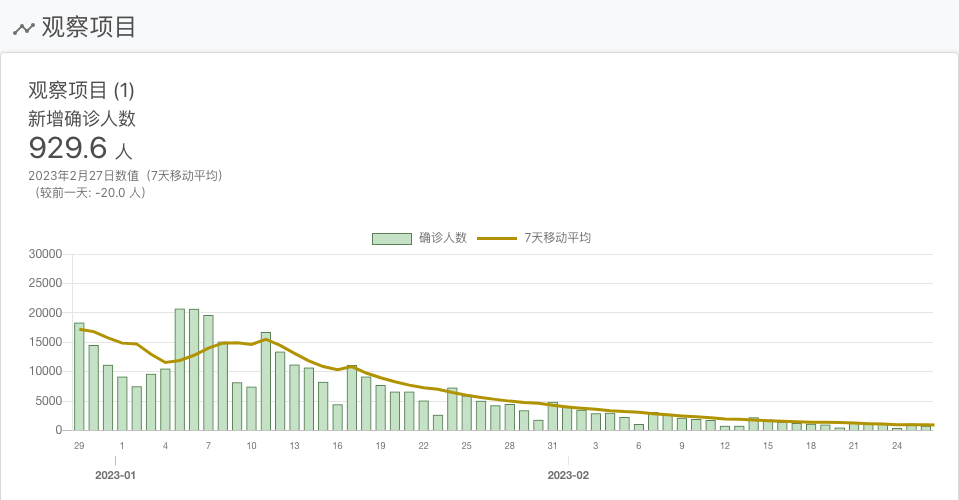 观察项目
观察项目 (1)
新增确诊人数
929.6 人
2023年2月27日数值（7天移动平均）
（较前一天: -20.0 人）
确诊人数 7天移动平均
30000
25000
20000
15000
10000
5000
0
29 1 4 7 10 13 16 19 22 25 28 31 3 6 9 12 15 18 21 24
2023-01 2023-02